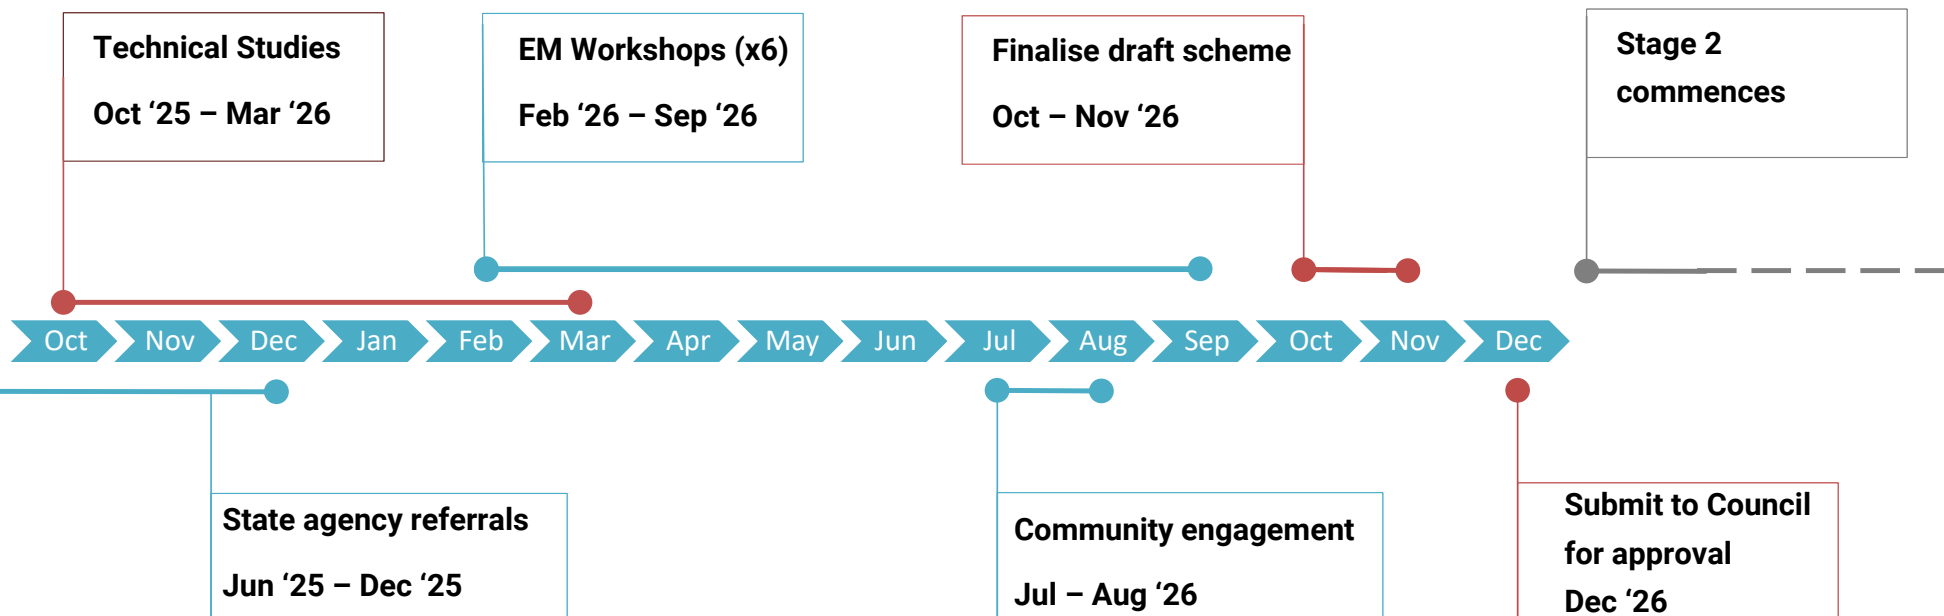 Technical Studies
Oct ‘25 – Mar ‘26
EM Workshops (x6)
Feb ‘26 – Sep ‘26
Finalise draft scheme
Oct – Nov ‘26
Stage 2
commences
Oct
Nov
Dec
Jan
Feb
Mar
Apr
May
Jun
Jul
Aug
Sep
Oct
Nov
Dec
State agency referrals
Jun ‘25 – Dec ‘25
Community engagement
Jul – Aug ‘26
Submit to Council
for approval
Dec ‘26